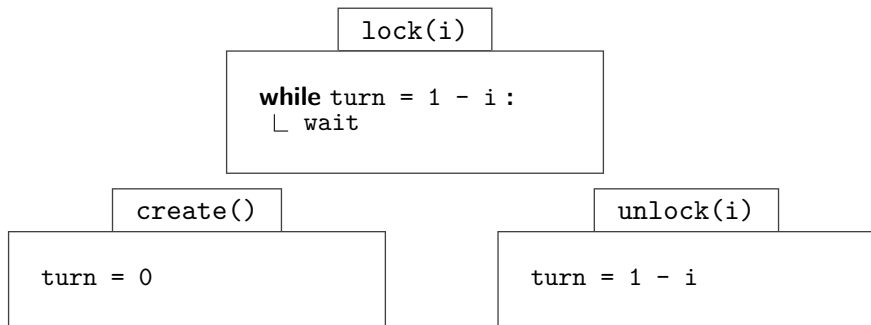 lock(i)
while turn = 1 - i :
wait
create()
turn = 0
unlock(i)
turn = 1 - i